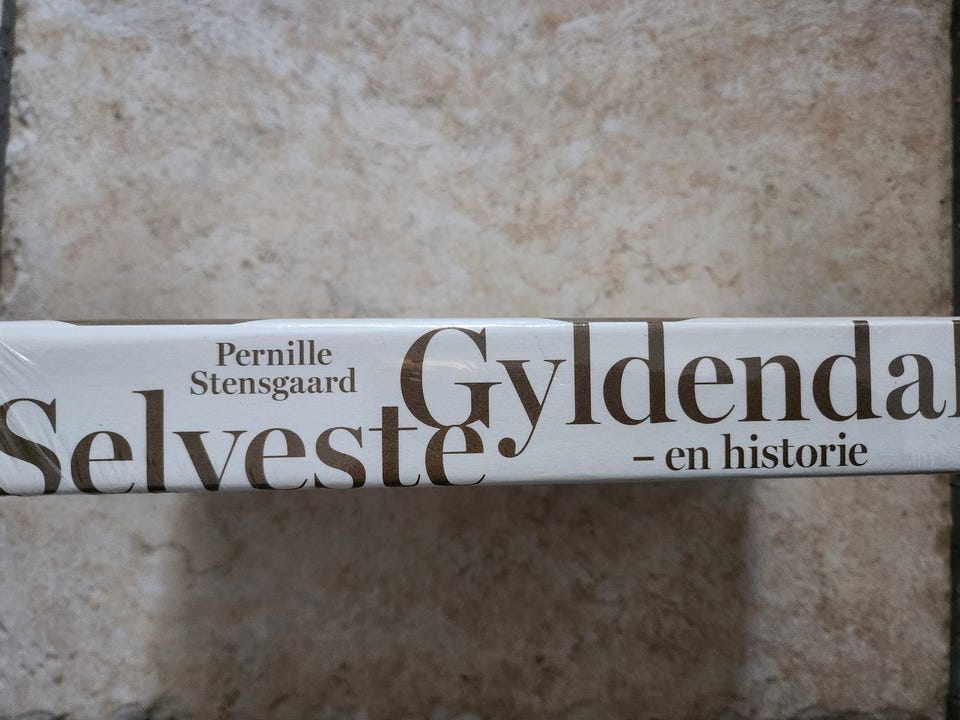 Pernille
Stensgaard
Selveste
Gyldendal
– en historie